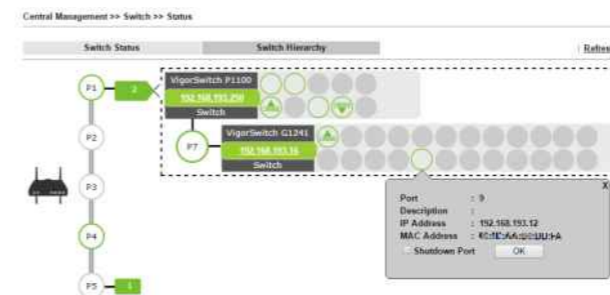 Central Management >> Switch >> Status
Switch Status
Switch Hierarchy
Refres
P1
2
VigorSwitch P1100
192.168.193.250
Switch
P2
P7
VigorSwitch G1241
192.168.193.16
Switch
P3
P4
P5
1
X
Port : 9
Description :
IP Address : 192.168.193.12
MAC Address :
Shutdown Port
OK